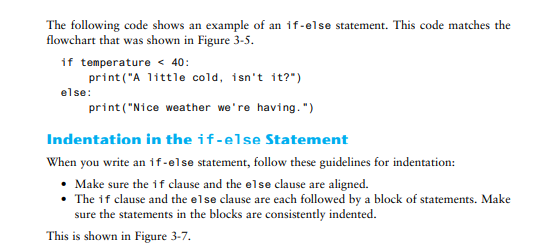 The following code shows an example of an if-else statement. This code matches the
flowchart that was shown in Figure 3-5.
if temperature < 40:
    print("A little cold, isn't it?")
else:
    print("Nice weather we're having.")
Indentation in the if-else Statement
When you write an if-else statement, follow these guidelines for indentation:
• Make sure the if clause and the else clause are aligned.
• The if clause and the else clause are each followed by a block of statements. Make
sure the statements in the blocks are consistently indented.
This is shown in Figure 3-7.